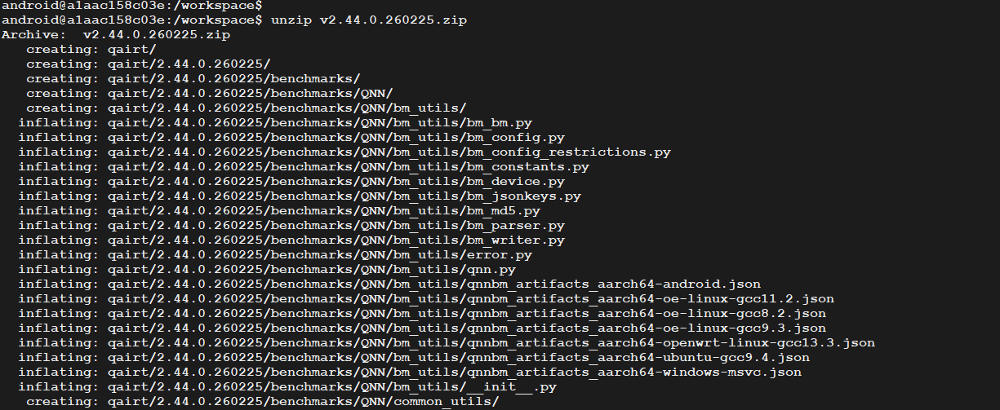 android@a1aac158c03e:/workspace$
android@a1aac158c03e:/workspace$ unzip v2.44.0.260225.zip
Archive:  v2.44.0.260225.zip
   creating: qairt/
   creating: qairt/2.44.0.260225/
   creating: qairt/2.44.0.260225/benchmarks/
   creating: qairt/2.44.0.260225/benchmarks/QNN/
   creating: qairt/2.44.0.260225/benchmarks/QNN/bm_utils/
  inflating: qairt/2.44.0.260225/benchmarks/QNN/bm_utils/bm_bm.py
  inflating: qairt/2.44.0.260225/benchmarks/QNN/bm_utils/bm_config.py
  inflating: qairt/2.44.0.260225/benchmarks/QNN/bm_utils/bm_config_restrictions.py
  inflating: qairt/2.44.0.260225/benchmarks/QNN/bm_utils/bm_constants.py
  inflating: qairt/2.44.0.260225/benchmarks/QNN/bm_utils/bm_device.py
  inflating: qairt/2.44.0.260225/benchmarks/QNN/bm_utils/bm_jsonkeys.py
  inflating: qairt/2.44.0.260225/benchmarks/QNN/bm_utils/bm_md5.py
  inflating: qairt/2.44.0.260225/benchmarks/QNN/bm_utils/bm_parser.py
  inflating: qairt/2.44.0.260225/benchmarks/QNN/bm_utils/bm_writer.py
  inflating: qairt/2.44.0.260225/benchmarks/QNN/bm_utils/error.py
  inflating: qairt/2.44.0.260225/benchmarks/QNN/bm_utils/qnn.py
  inflating: qairt/2.44.0.260225/benchmarks/QNN/bm_utils/qnnbm_artifacts_aarch64-android.json
  inflating: qairt/2.44.0.260225/benchmarks/QNN/bm_utils/qnnbm_artifacts_aarch64-oe-linux-gcc11.2.json
  inflating: qairt/2.44.0.260225/benchmarks/QNN/bm_utils/qnnbm_artifacts_aarch64-oe-linux-gcc8.2.json
  inflating: qairt/2.44.0.260225/benchmarks/QNN/bm_utils/qnnbm_artifacts_aarch64-oe-linux-gcc9.3.json
  inflating: qairt/2.44.0.260225/benchmarks/QNN/bm_utils/qnnbm_artifacts_aarch64-openwrt-linux-gcc13.3.json
  inflating: qairt/2.44.0.260225/benchmarks/QNN/bm_utils/qnnbm_artifacts_aarch64-ubuntu-gcc9.4.json
  inflating: qairt/2.44.0.260225/benchmarks/QNN/bm_utils/qnnbm_artifacts_aarch64-windows-msvc.json
  inflating: qairt/2.44.0.260225/benchmarks/QNN/bm_utils/__init__.py
   creating: qairt/2.44.0.260225/benchmarks/QNN/common_utils/